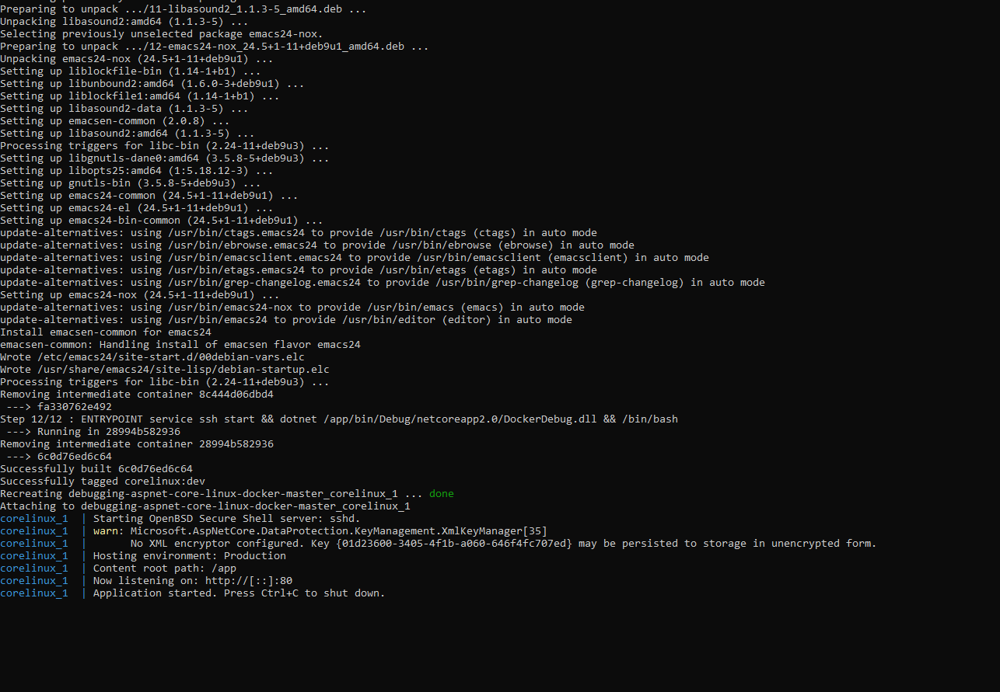 Preparing to unpack .../11-libasound2_1.1.3-5_amd64.deb ...
Unpacking libasound2:amd64 (1.1.3-5) ...
Selecting previously unselected package emacs24-nox.
Preparing to unpack .../12-emacs24-nox_24.5+1-11+deb9u1_amd64.deb ...
Unpacking emacs24-nox (24.5+1-11+deb9u1) ...
Setting up liblockfile-bin (1.14-1+b1) ...
Setting up libunbound2:amd64 (1.6.0-3+deb9u1) ...
Setting up liblockfile1:amd64 (1.14-1+b1) ...
Setting up libasound2-data (1.1.3-5) ...
Setting up emacsen-common (2.0.8) ...
Setting up libasound2:amd64 (1.1.3-5) ...
Processing triggers for libc-bin (2.24-11+deb9u3) ...
Setting up libgnutls-dane0:amd64 (3.5.8-5+deb9u3) ...
Setting up libopts25:amd64 (1:5.18.12-3) ...
Setting up gnutls-bin (3.5.8-5+deb9u3) ...
Setting up emacs24-common (24.5+1-11+deb9u1) ...
Setting up emacs24-el (24.5+1-11+deb9u1) ...
Setting up emacs24-bin-common (24.5+1-11+deb9u1) ...
update-alternatives: using /usr/bin/ctags.emacs24 to provide /usr/bin/ctags (ctags) in auto mode
update-alternatives: using /usr/bin/ebrowse.emacs24 to provide /usr/bin/ebrowse (ebrowse) in auto mode
update-alternatives: using /usr/bin/emacsclient.emacs24 to provide /usr/bin/emacsclient (emacsclient) in auto mode
update-alternatives: using /usr/bin/etags.emacs24 to provide /usr/bin/etags (etags) in auto mode
update-alternatives: using /usr/bin/grep-changelog.emacs24 to provide /usr/bin/grep-changelog (grep-changelog) in auto mode
Setting up emacs24-nox (24.5+1-11+deb9u1) ...
update-alternatives: using /usr/bin/emacs24-nox to provide /usr/bin/emacs (emacs) in auto mode
update-alternatives: using /usr/bin/emacs24 to provide /usr/bin/editor (editor) in auto mode
Install emacsen-common for emacs24
emacsen-common: Handling install of emacsen flavor emacs24
Wrote /etc/emacs24/site-start.d/00debian-vars.elc
Wrote /usr/share/emacs24/site-lisp/debian-startup.elc
Processing triggers for libc-bin (2.24-11+deb9u3) ...
Removing intermediate container 8c444d06dbd4
 ---> fa330762e492
Step 12/12 : ENTRYPOINT service ssh start && dotnet /app/bin/Debug/netcoreapp2.0/DockerDebug.dll && /bin/bash
 ---> Running in 28994b582936
Removing intermediate container 28994b582936
 ---> 6c0d76ed6c64
Successfully built 6c0d76ed6c64
Successfully tagged corelinux:dev
Recreating debugging-aspnet-core-linux-docker-master_corelinux_1 ... done
Attaching to debugging-aspnet-core-linux-docker-master_corelinux_1
corelinux_1  | Starting OpenBSD Secure Shell server: sshd.
corelinux_1  | warn: Microsoft.AspNetCore.DataProtection.KeyManagement.XmlKeyManager[35]
corelinux_1  |       No XML encryptor configured. Key {01d23600-3405-4f1b-a060-646f4fc707ed} may be persisted to storage in unencrypted form.
corelinux_1  | Hosting environment: Production
corelinux_1  | Content root path: /app
corelinux_1  | Now listening on: http://[::]:80
corelinux_1  | Application started. Press Ctrl+C to shut down.